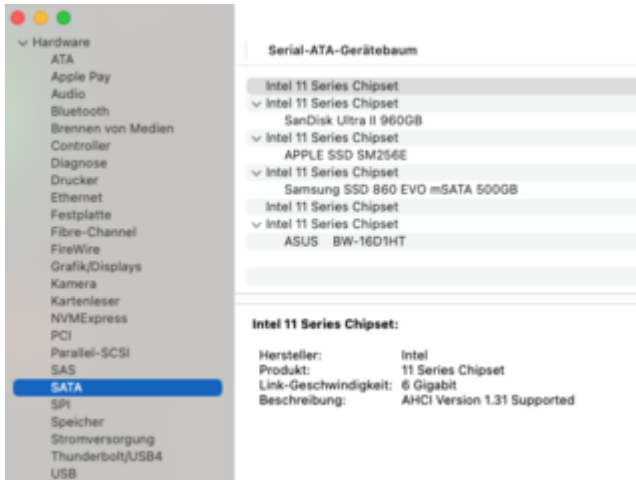 Hardware
ATA
Apple Pay
Audio
Bluetooth
Brennen von Medien
Controller
Diagnose
Drucker
Ethernet
Festplatte
Fibre-Channel
FireWire
Grafik/Displays
Kamera
Kartenleser
NVMExpress
PCI
Parallel-SCSI
SAS
SATA
SPI
Speicher
Stromversorgung
Thunderbolt/USB4
USB
Serial-ATA-Gerätebaum
Intel 11 Series Chipset
Intel 11 Series Chipset
SanDisk Ultra II 960GB
Intel 11 Series Chipset
APPLE SSD SM256E
Intel 11 Series Chipset
Samsung SSD 860 EVO mSATA 500GB
Intel 11 Series Chipset
Intel 11 Series Chipset
ASUS BW-16D1HT
Intel 11 Series Chipset:
Hersteller: Intel
Produkt: 11 Series Chipset
Link-Geschwindigkeit: 6 Gigabit
Beschreibung: AHCI Version 1.31 Supported